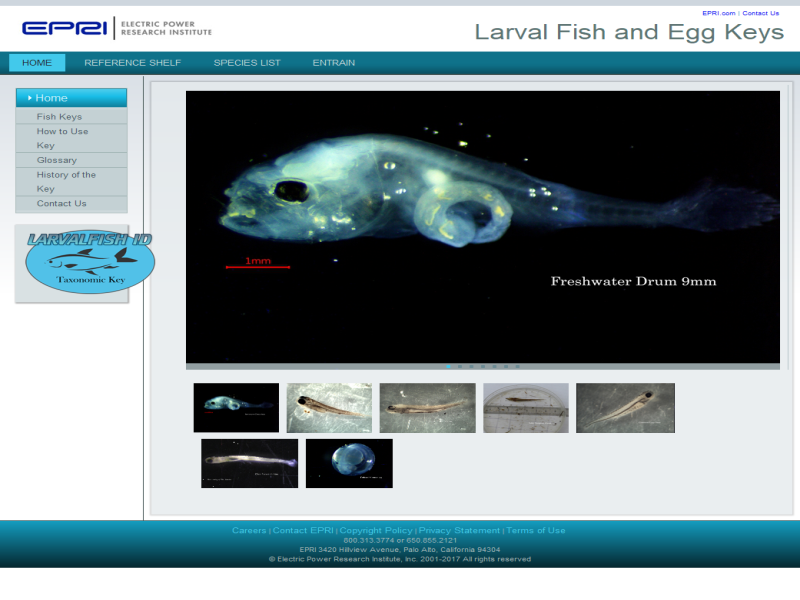 EPRI.com | Contact Us
EPRI
ELECTRIC POWER
RESEARCH INSTITUTE
Larval Fish and Egg Keys
HOME REFERENCE SHELF SPECIES LIST ENTRAIN
Home
Fish Keys
How to Use
Key
Glossary
History of the
Key
Contact Us
LARVALFISH ID
Taxonomic Key
1mm
Freshwater Drum 9mm
Careers | Contact EPRI | Copyright Policy | Privacy Statement | Terms of Use
800.313.3774 or 650.855.2121
EPRI 3420 Hillview Avenue, Palo Alto, California 94304
© Electric Power Research Institute, Inc. 2001-2017 All rights reserved